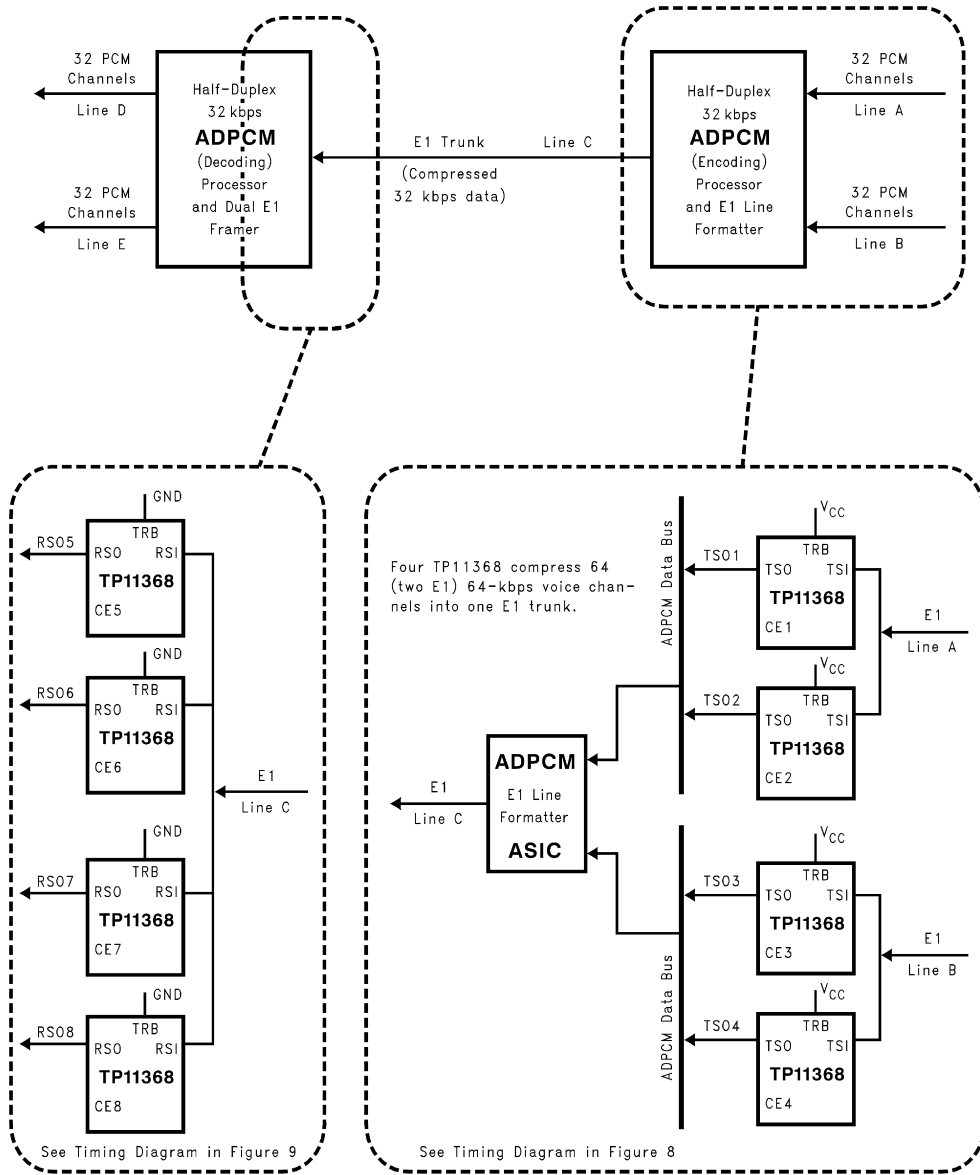 32 PCM
Channels
Line D
32 PCM
Channels
Line E
Half-Duplex
32 kbps
ADPCM
(Decoding)
Processor
and Dual E1
Framer
E1 Trunk
Line C
(Compressed
32 kbps data)
Half-Duplex
32 kbps
ADPCM
(Encoding)
Processor
and E1 Line
Formatter
32 PCM
Channels
Line A
32 PCM
Channels
Line B
GND
TRB
RSO5
RSO
RSI
TP11368
CE5
GND
TRB
RSO6
RSO
RSI
TP11368
CE6
E1
Line C
GND
TRB
RSO7
RSO
RSI
TP11368
CE7
GND
TRB
RSO8
RSO
RSI
TP11368
CE8
See Timing Diagram in Figure 9
Four TP11368 compress 64
(two E1) 64-kbps voice chan-
nels into one E1 trunk.
E1
Line C
ADPCM
E1 Line
Formatter
ASIC
ADPCM Data Bus
VCC
TRB
TSO1
TSO
TSI
TP11368
CE1
E1
Line A
VCC
TRB
TSO2
TSO
TSI
TP11368
CE2
ADPCM Data Bus
VCC
TRB
TSO3
TSO
TSI
TP11368
CE3
E1
Line B
VCC
TRB
TSO4
TSO
TSI
TP11368
CE4
See Timing Diagram in Figure 8